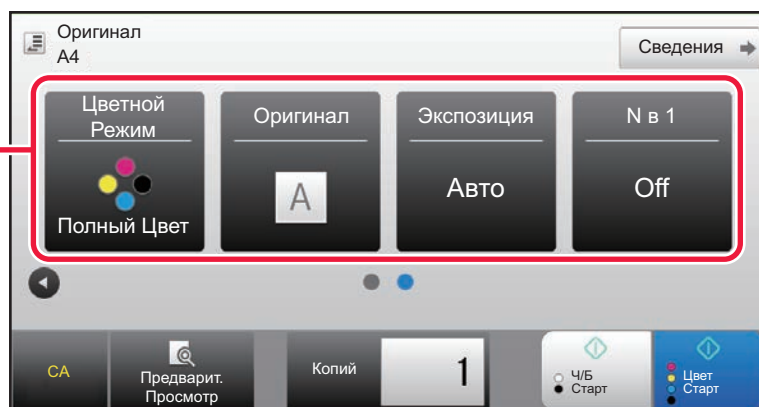 Оригинал
A4
Сведения
Цветной
Режим
Полный Цвет
Оригинал
A
Экспозиция
Авто
N в 1
Off
CA
Предварит.
Просмотр
Копий
1
Ч/Б
Старт
Цвет
Старт